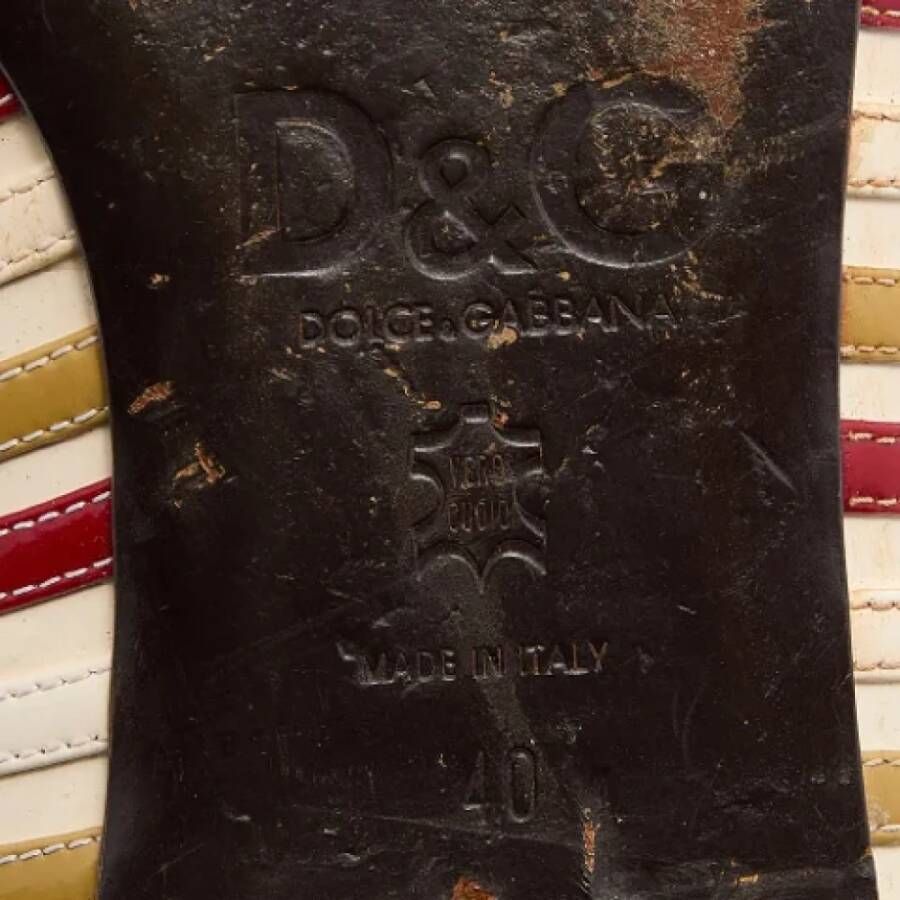 D&G
DOLCE&GABBANA
VERO
CUOIO
MADE IN ITALY
40